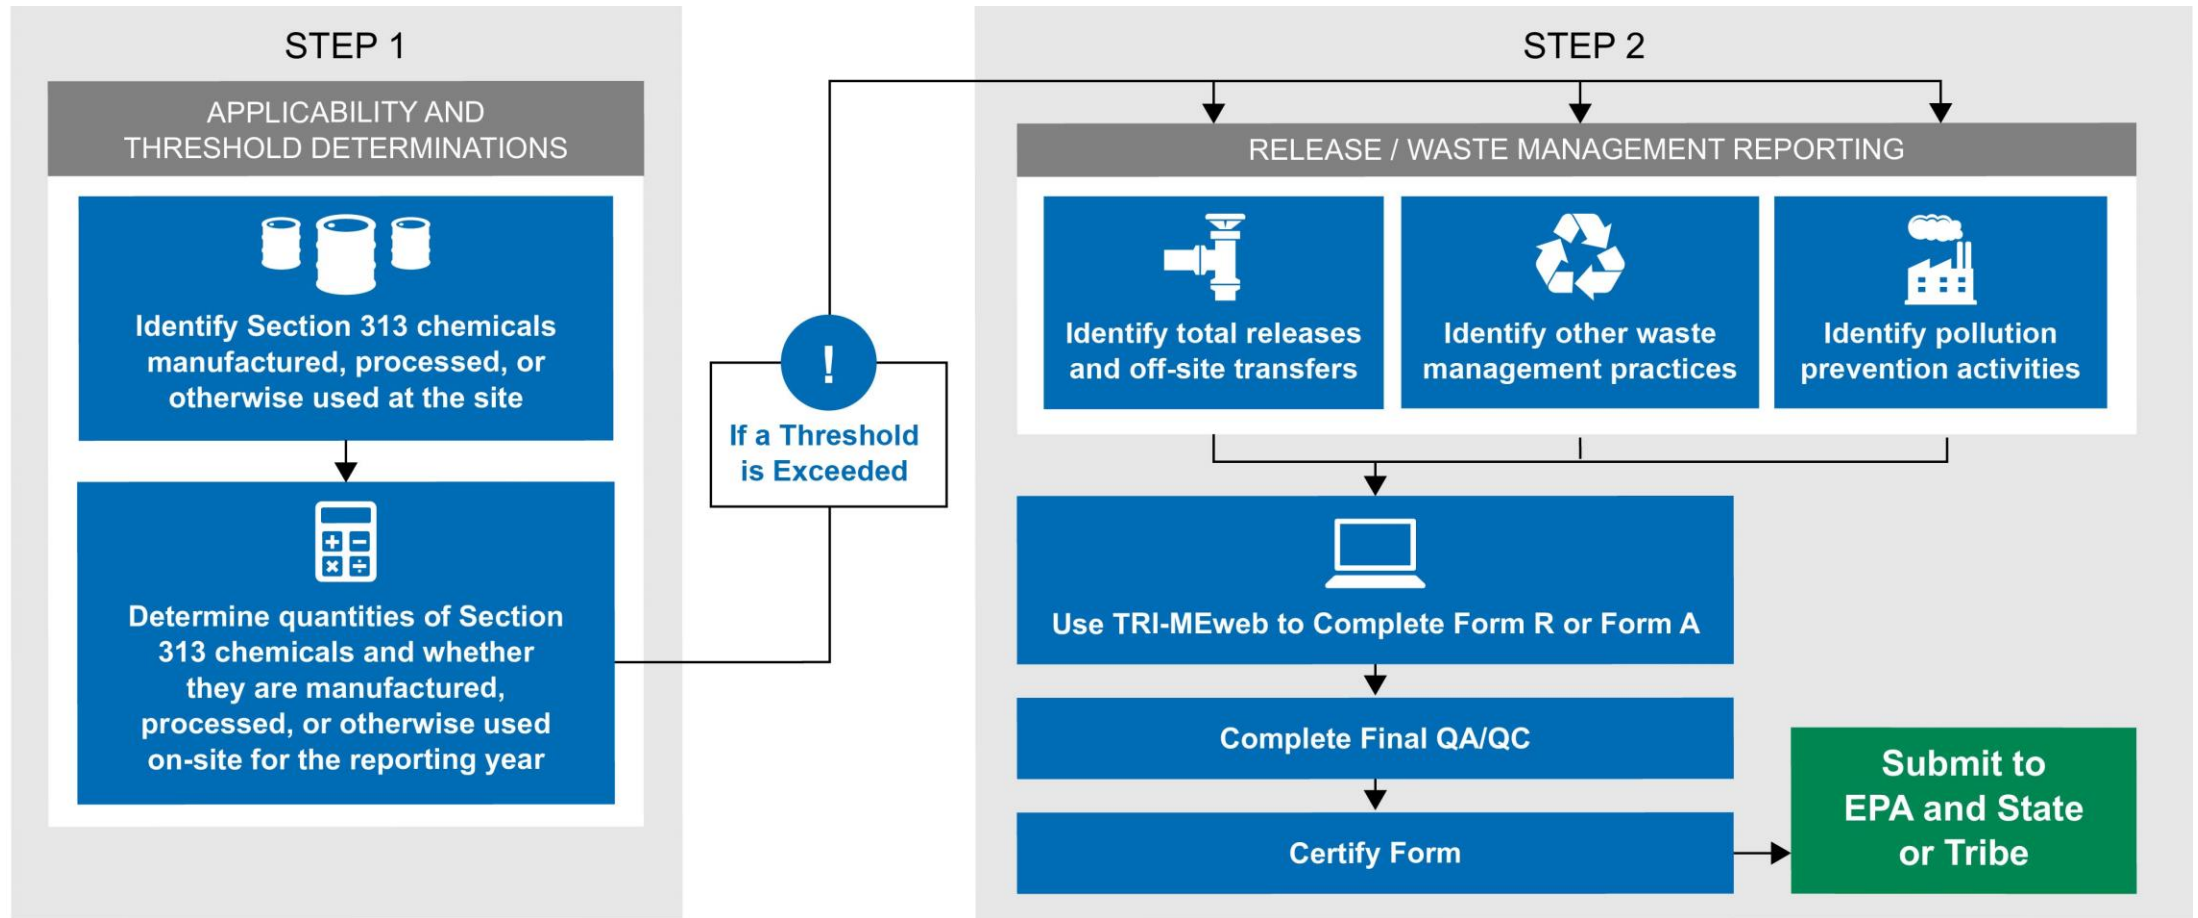 STEP 1
APPLICABILITY AND
THRESHOLD DETERMINATIONS
Identify Section 313 chemicals
manufactured, processed, or
otherwise used at the site
Determine quantities of Section
313 chemicals and whether
they are manufactured,
processed, or otherwise used
on-site for the reporting year
!
If a Threshold
is Exceeded
STEP 2
RELEASE / WASTE MANAGEMENT REPORTING
Identify total releases
and off-site transfers
Identify other waste
management practices
Identify pollution
prevention activities
Use TRI-MEweb to Complete Form R or Form A
Complete Final QA/QC
Certify Form
Submit to
EPA and State
or Tribe